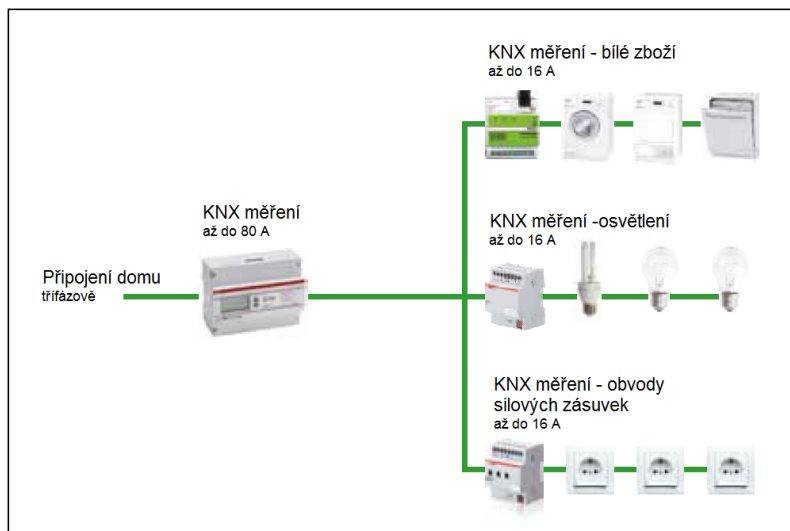 KNX měření - bílé zboží
až do 16 A
KNX měření
až do 80 A
KNX měření -osvětlení
až do 16 A
Připojení domu
třífázově
KNX měření - obvody
silových zásuvek
až do 16 A